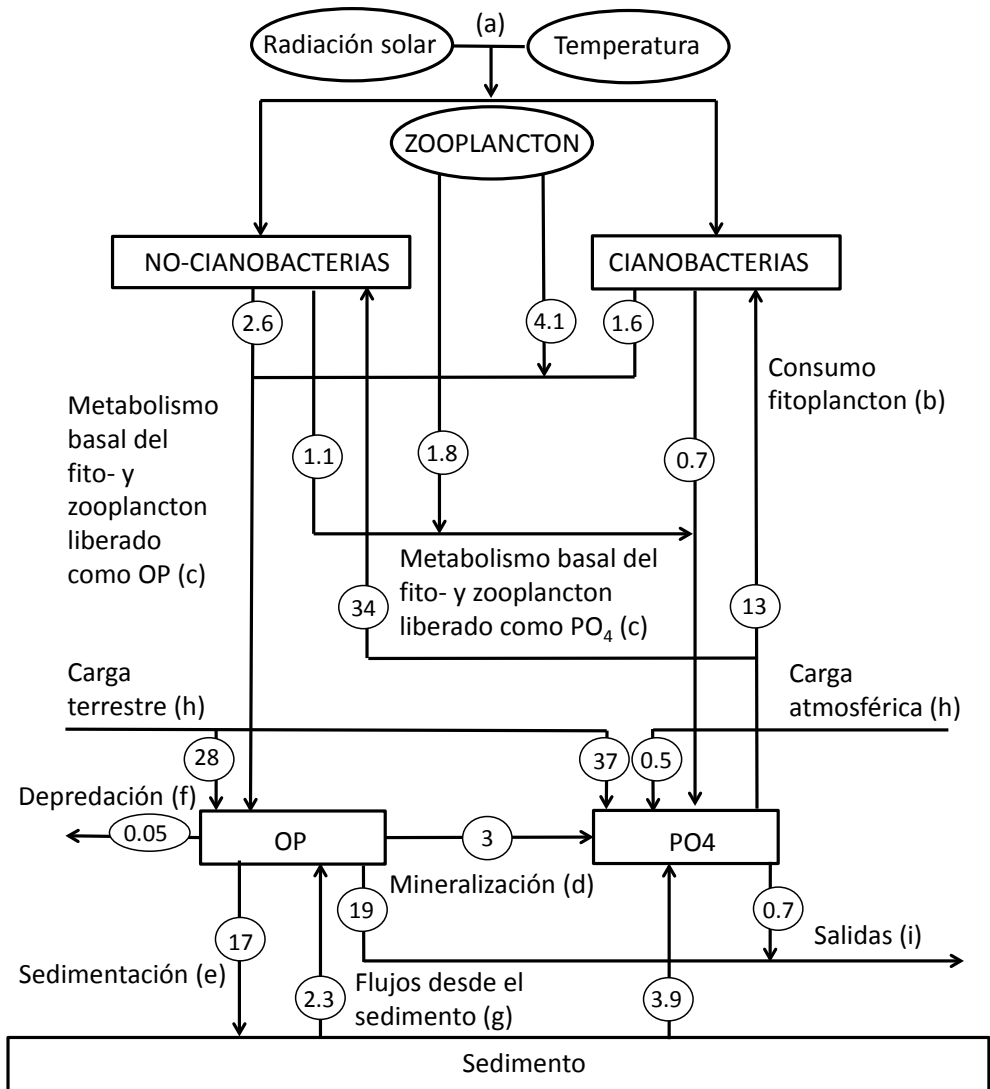 (a)
Radiación solar
Temperatura
ZOOPLANCTON
NO-CIANOBACTERIAS
CIANOBACTERIAS
2.6
4.1
1.6
Consumo
fitoplancton (b)
Metabolismo
basal del
fito- y
zooplancton
liberado
como OP (c)
1.1
1.8
0.7
Metabolismo basal del
fito- y zooplancton
liberado como PO4 (c)
34
13
Carga
terrestre (h)
Carga
atmosférica (h)
28
37
0.5
Depredación (f)
0.05
OP
3
PO4
Mineralización (d)
19
0.7
17
Salidas (i)
Sedimentación (e)
2.3
Flujos desde el
sedimento (g)
3.9
Sedimento